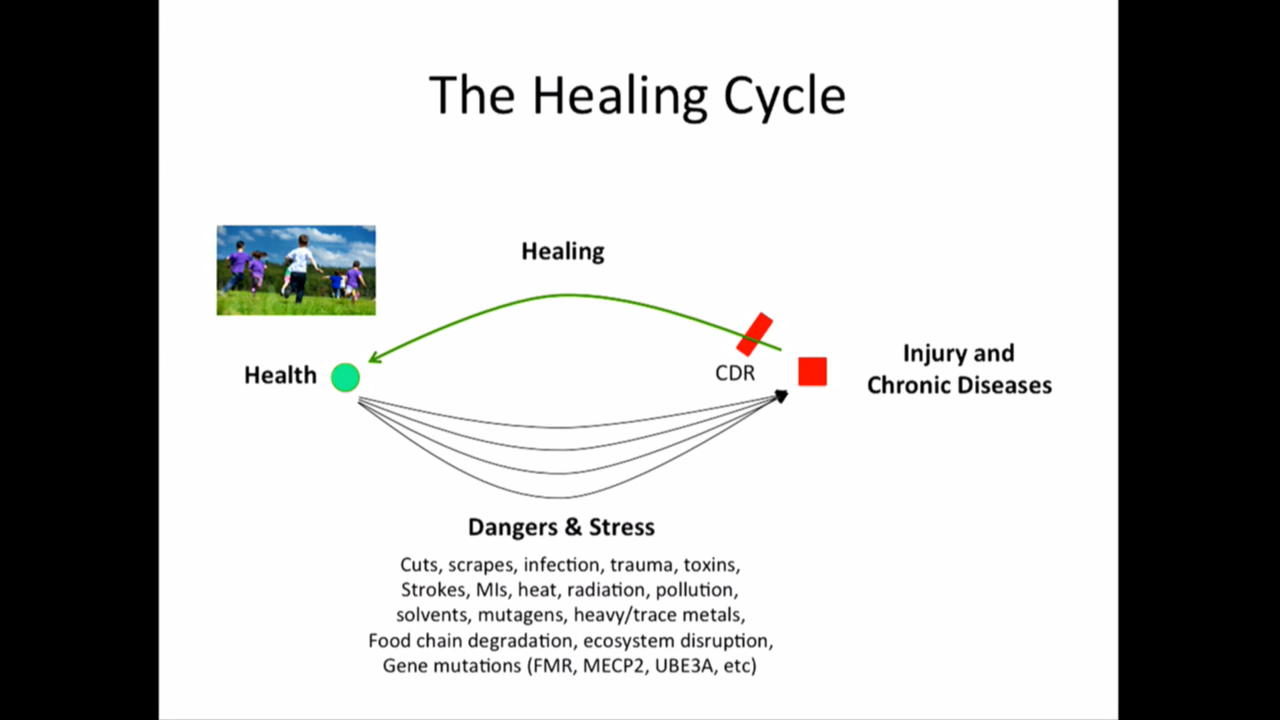 The Healing Cycle
Healing
CDR
Injury and
Chronic Diseases
Health
Dangers & Stress
Cuts, scrapes, infection, trauma, toxins,
Strokes, MIs, heat, radiation, pollution,
solvents, mutagens, heavy/trace metals,
Food chain degradation, ecosystem disruption,
Gene mutations (FMR, MECP2, UBE3A, etc)